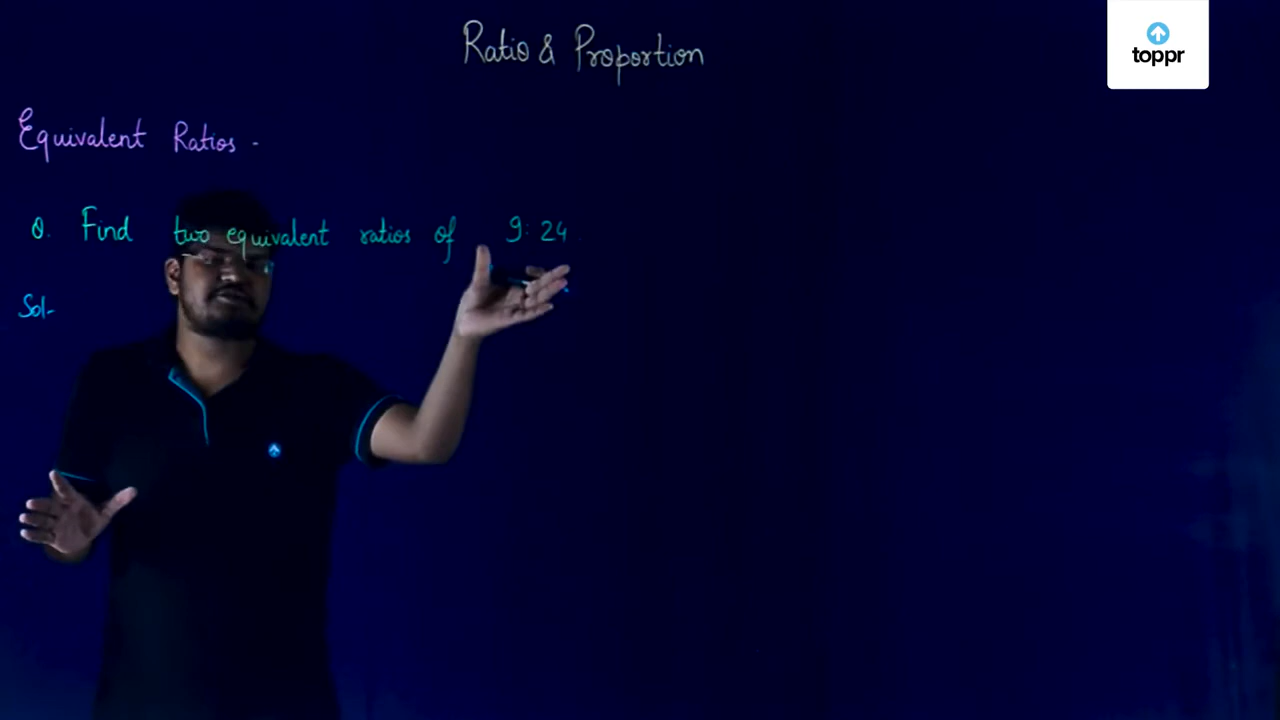 Ratio & Proportion
toppr
Equivalent Ratios -
Q. Find two equivalent ratios of 9:24.
Sol-